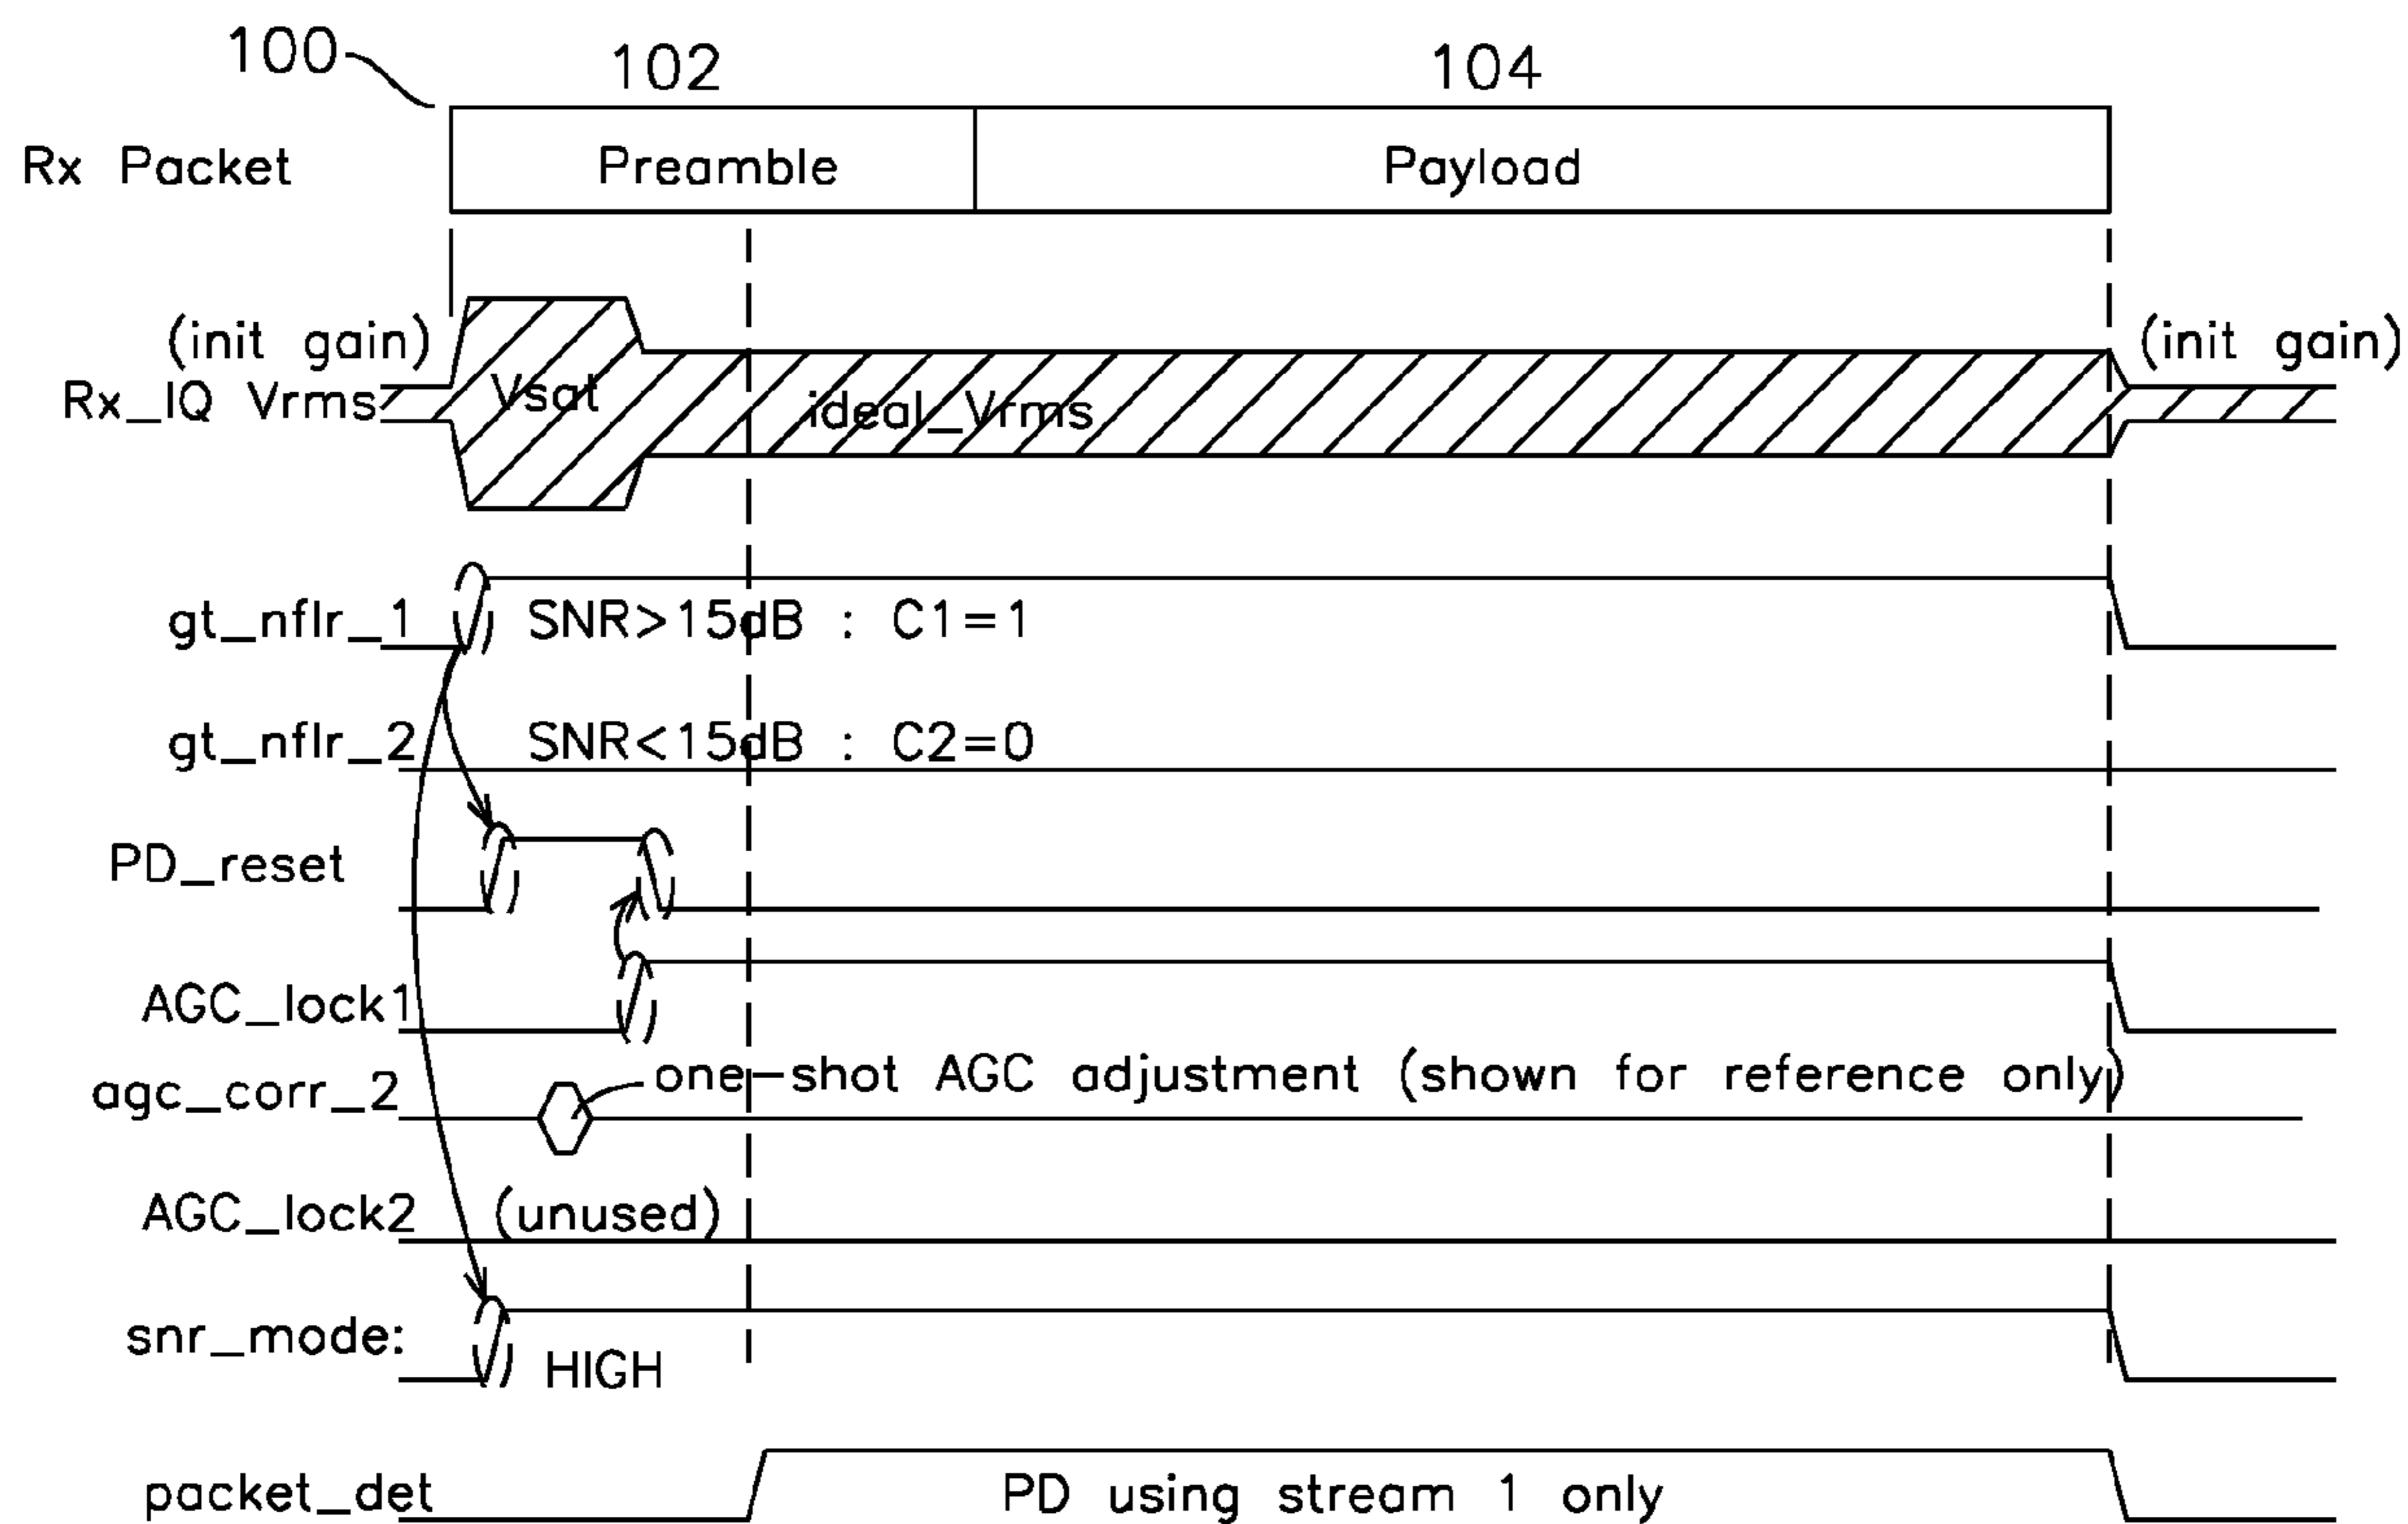 100
102
104
Rx Packet
Preamble
Payload
(init gain)
(init gain)
Rx_IQ Vrms
Vsat
ideal_Vrms
gt_nflr_1
SNR>15dB : C1=1
gt_nflr_2
SNR<15dB : C2=0
PD_reset
AGC_lock1
agc_corr_2
one-shot AGC adjustment (shown for reference only)
AGC_lock2
(unused)
snr_mode:
HIGH
packet_det
PD using stream 1 only